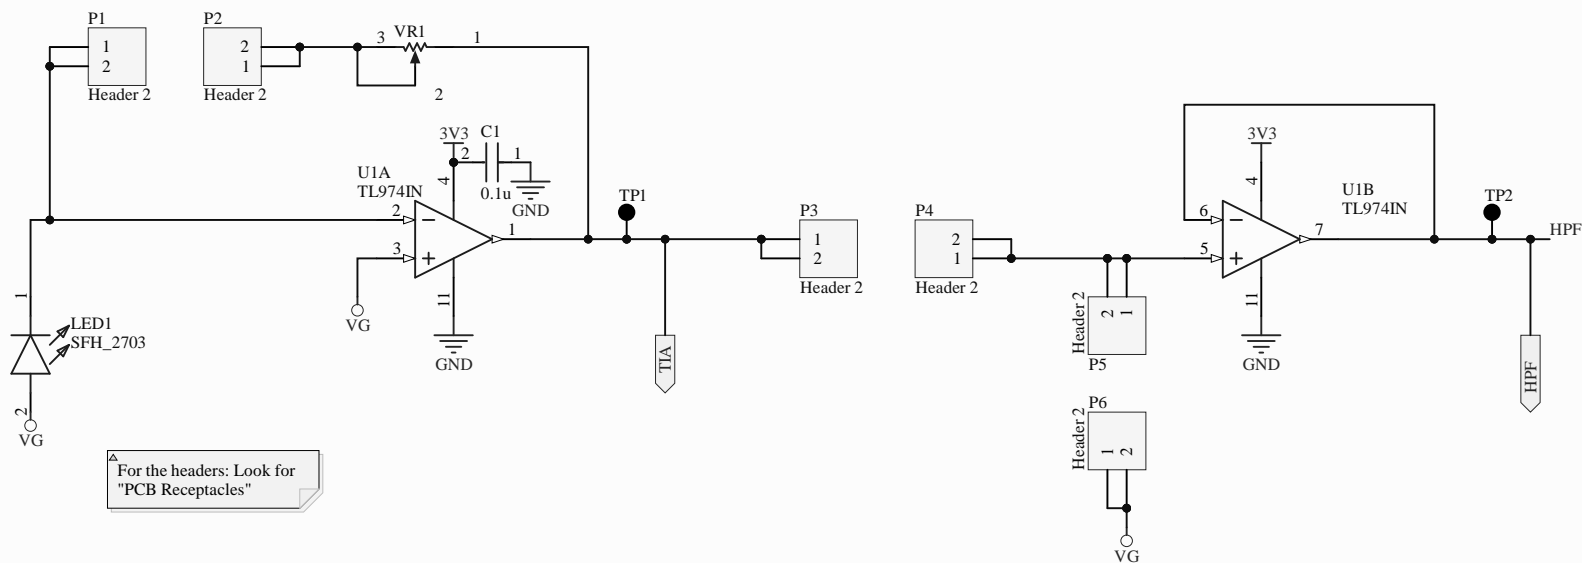 P1
1
2
Header 2
P2
2
1
Header 2
3
VR1
1
2
3V3
C1
2
1
0.1u
GND
4
U1A
TL974IN
2
3
1
11
GND
VG
1
LED1
SFH_2703
2
VG
TP1
TIA
P3
1
2
Header 2
P4
2
1
Header 2
Header 2
2
1
P5
P6
Header 2
1
2
VG
3V3
4
U1B
TL974IN
6
5
7
11
GND
TP2
HPF
HPF
For the headers: Look for
"PCB Receptacles"